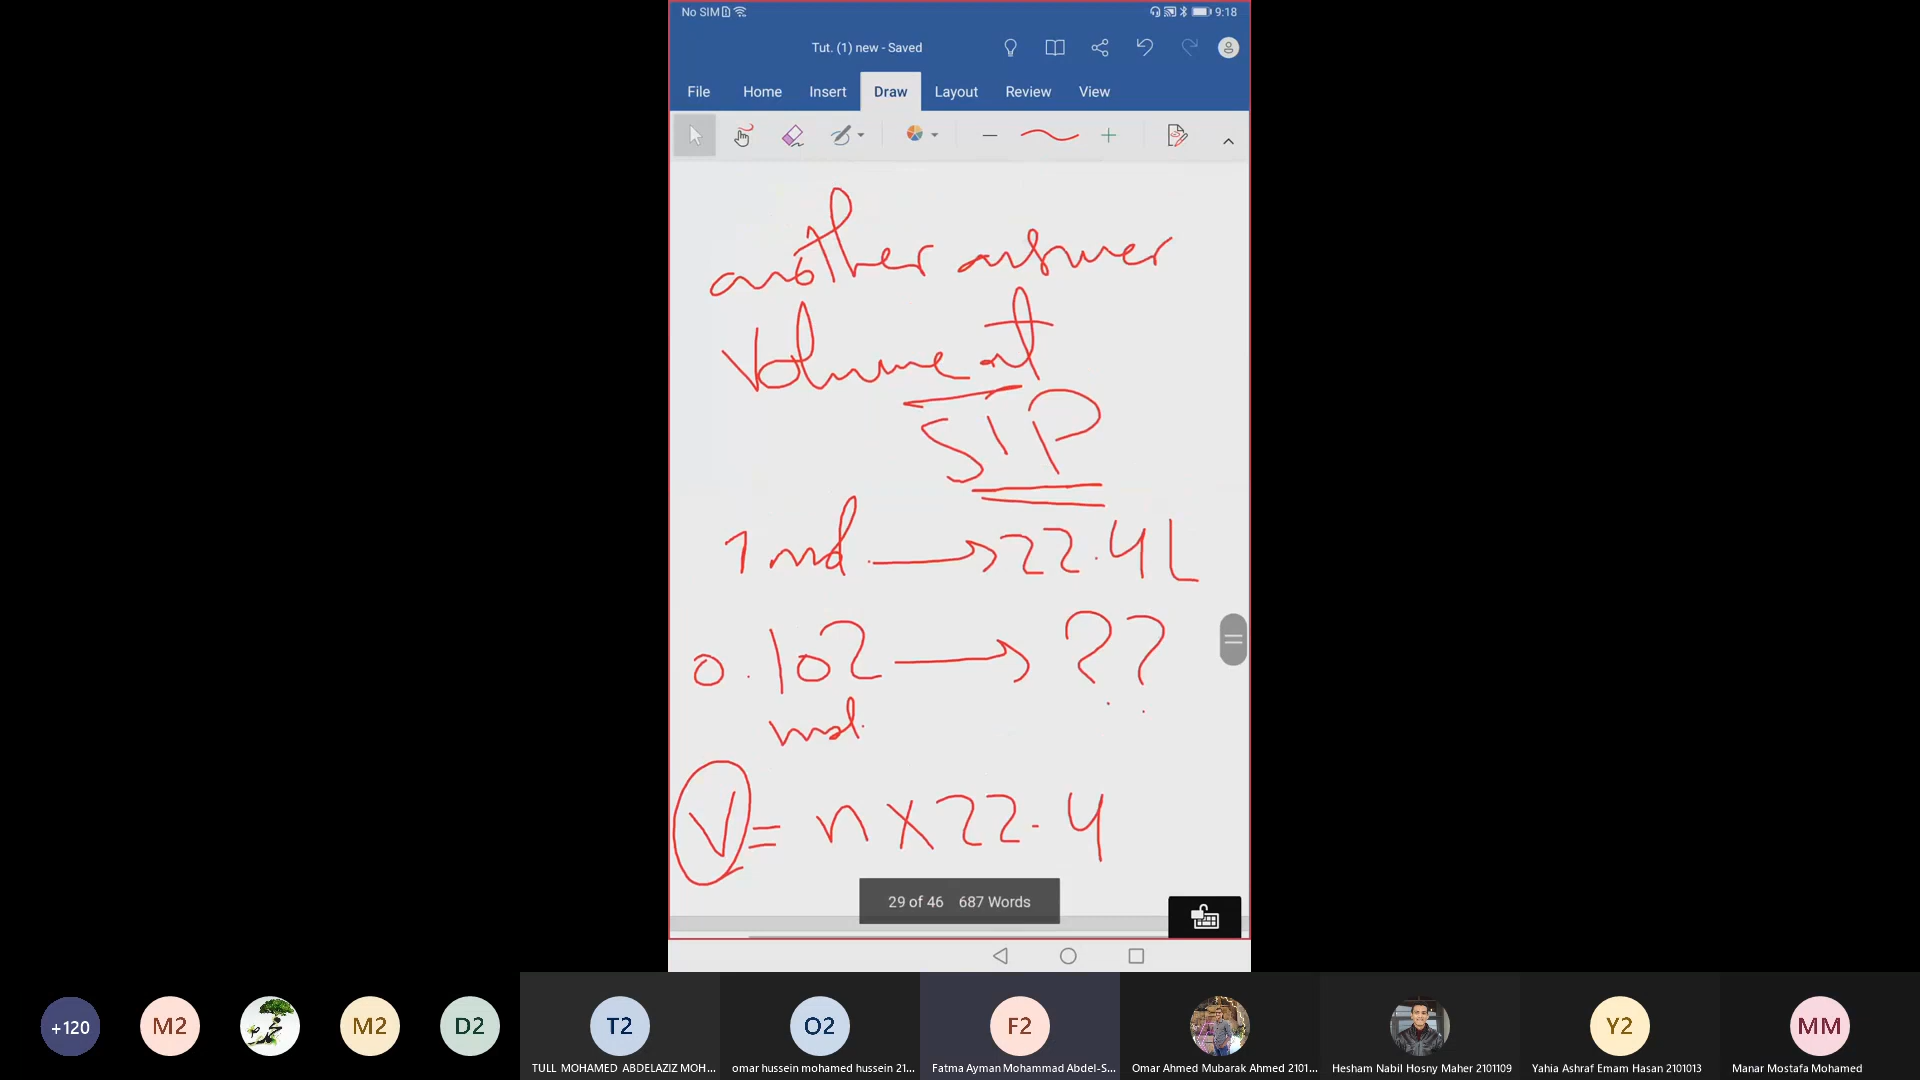 No SIM
9:18
Tut. (1) new - Saved
File Home Insert Draw Layout Review View
another answer
Volume at
STP
1 mol. → 22.4 L
0.102 → ??
mol.
V = n X 22.4
29 of 46 687 Words
+120 M2 M2 D2 T2 O2 F2 Y2 MM
TULL MOHAMED ABDELAZIZ MOH... omar hussein mohamed hussein 21... Fatma Ayman Mohammad Abdel-S... Omar Ahmed Mubarak Ahmed 2101... Hesham Nabil Hosny Maher 2101109 Yahia Ashraf Emam Hasan 2101013 Manar Mostafa Mohamed